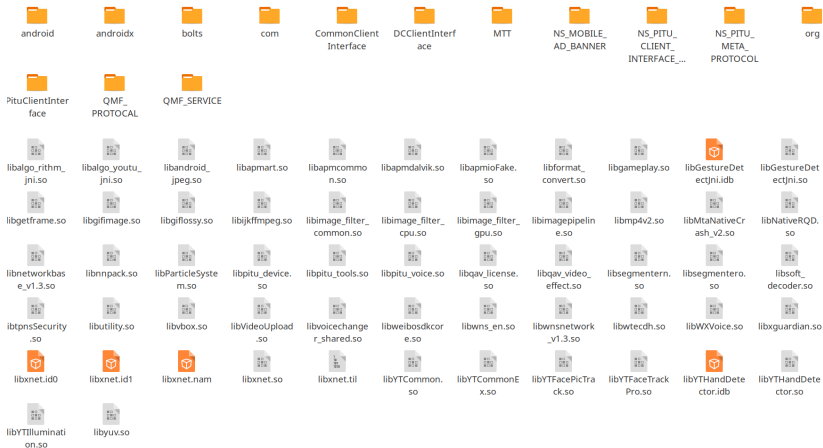 android androidx bolts com CommonClient DCClientInterf MTT NS_MOBILE_ NS_PITU_ NS_PITU_ org
Interface ace AD_BANNER CLIENT_ META_
INTERFACE_... PROTOCOL
PituClientInter QMF_ QMF_SERVICE
face PROTOCAL
libalgo_rithm_ libalgo_youtu_ libandroid_ libapmart.so libapmcommo libapmdalvik.so libapmioFake. libformat_ libgameplay.so libGestureDet libGestureDet
jni.so jni.so jpeg.so n.so so convert.so ectJni.idb ectJni.so
libgetframe.so libgifimage.so libgiflossy.so libijkffmpeg.so libimage_filter_ libimage_filter_ libimage_filter_ libimagepipelin libmp4v2.so libMtaNativeCr libNativeRQD.
common.so cpu.so gpu.so e.so ash_v2.so so
libnetworkbas libnnpack.so libParticleSyste libpitu_device. libpitu_tools.so libpitu_voice.so libqav_license. libqav_video_ libsegmentern. libsegmentero. libsoft_
e_v1.3.so m.so so so effect.so so so decoder.so
ibtpnsSecurity libutility.so libvbox.so libVideoUpload libvoicechange libweibosdkcor libwns_en.so libwnsnetwork libwtecdh.so libWXVoice.so libxguardian.so
.so .so r_shared.so e.so _v1.3.so
libxnet.id0 libxnet.id1 libxnet.nam libxnet.so libxnet.til libYTCommon. libYTCommonE libYTFacePicTra libYTFaceTrack libYTHandDete libYTHandDete
so x.so ck.so Pro.so ctor.idb ctor.so
libYTIlluminati libyuv.so
on.so